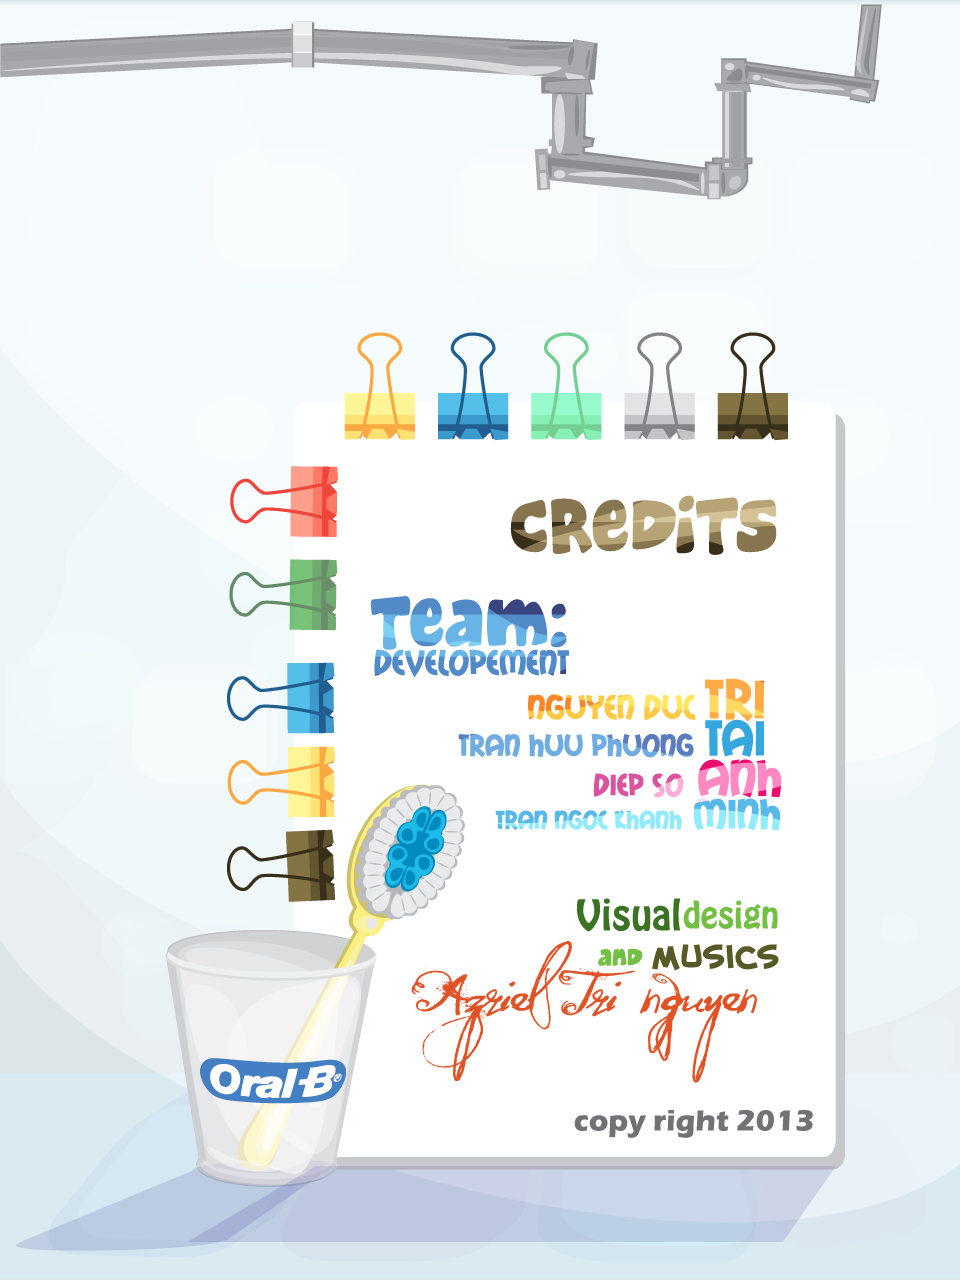 CREDiTS
Team:
DEVELOPEMENT
NGUYEN DUC TRI
TRAN hUU PhUONG TAI
DIEP SO ANh
TRAN NGOC KhANh MINh
Visualdesign
AND MUSICS
Azriel Tri nguyen
Oral-B
copy right 2013